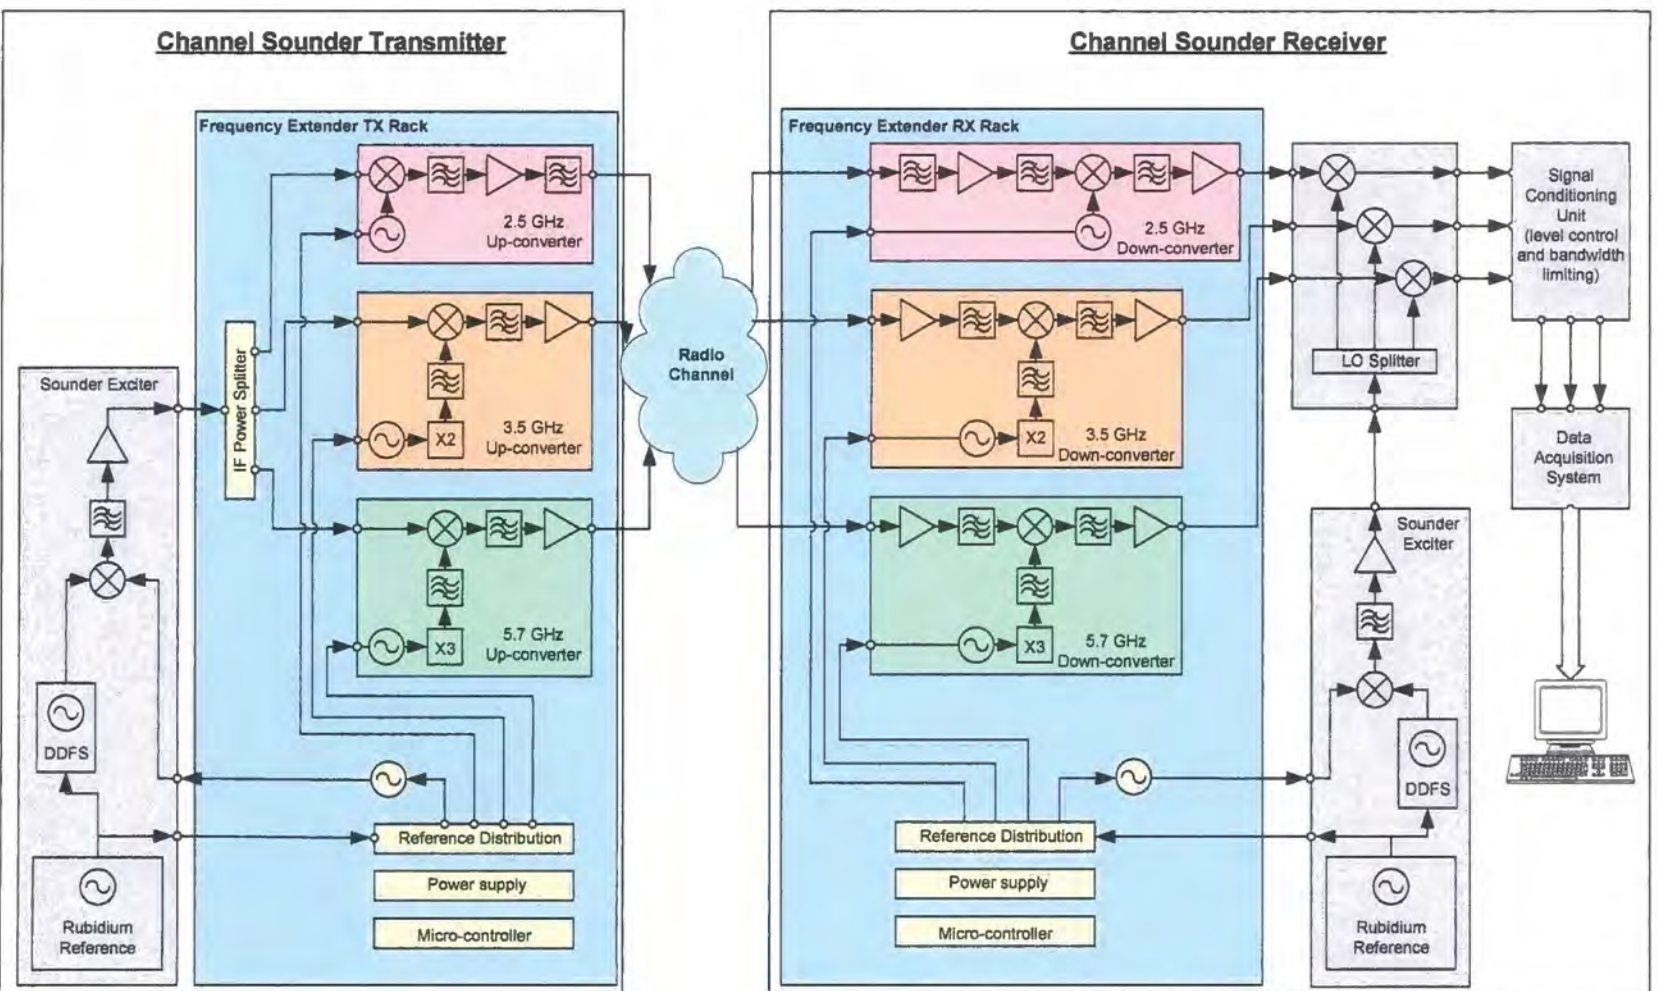 Channel Sounder Transmitter
Frequency Extender TX Rack
2.5 GHz
Up-converter
3.5 GHz
Up-converter
X2
5.7 GHz
Up-converter
X3
IF Power Splitter
Sounder Exciter
DDFS
Rubidium
Reference
Reference Distribution
Power supply
Micro-controller
Radio
Channel
Channel Sounder Receiver
Frequency Extender RX Rack
2.5 GHz
Down-converter
X2
3.5 GHz
Down-converter
X3
5.7 GHz
Down-converter
Reference Distribution
Power supply
Micro-controller
LO Splitter
Signal
Conditioning
Unit
(level control
and bandwidth
limiting)
Data
Acquisition
System
Sounder
Exciter
DDFS
Rubidium
Reference